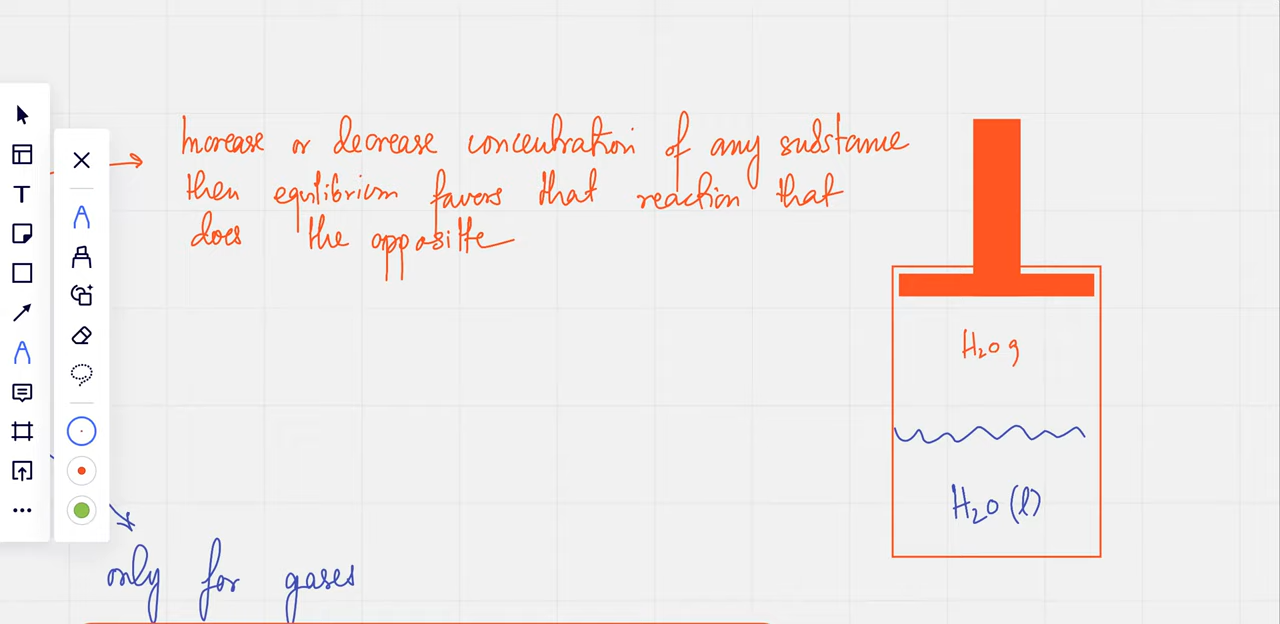 Increase or decrease concentration of any substance
then equilibrium favors that reaction that
does the opposite
H₂O g
H₂O (l)
only for gases